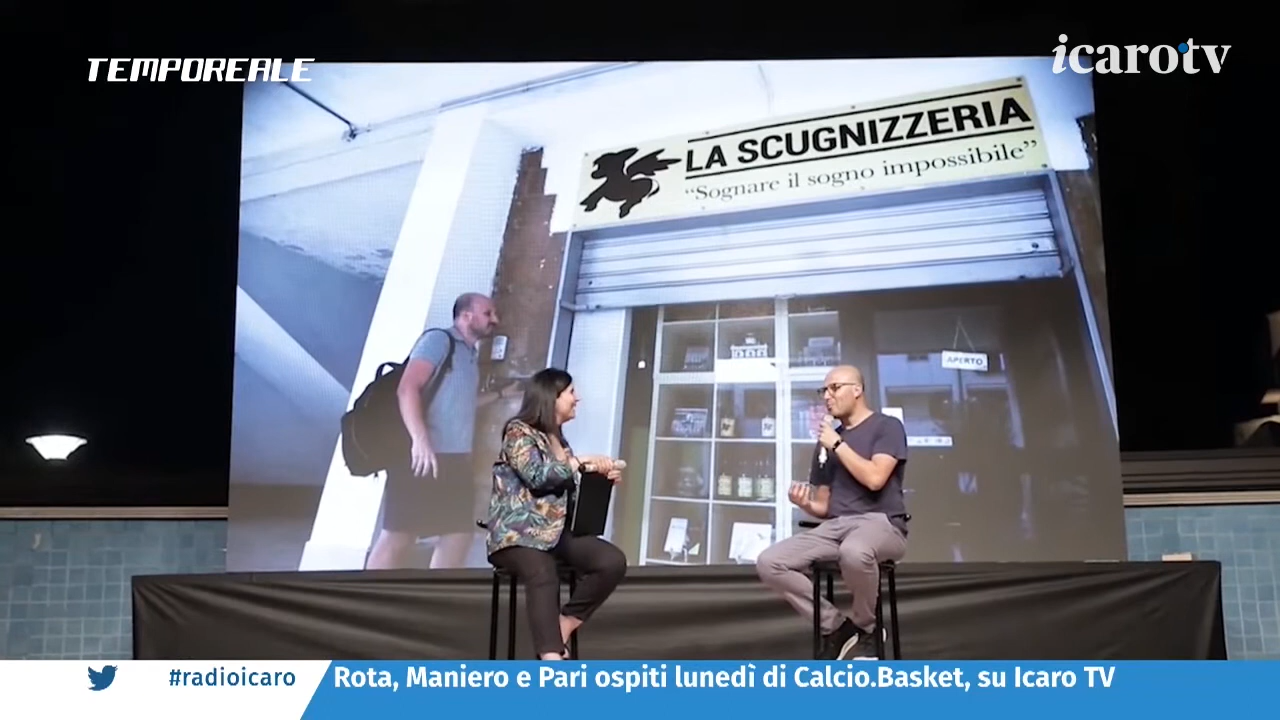 TEMPOREALE
icarotv
LA SCUGNIZZERIA
“Sognare il sogno impossibile”
APERTO
#radioicaro
Rota, Maniero e Pari ospiti lunedì di Calcio.Basket, su Icaro TV